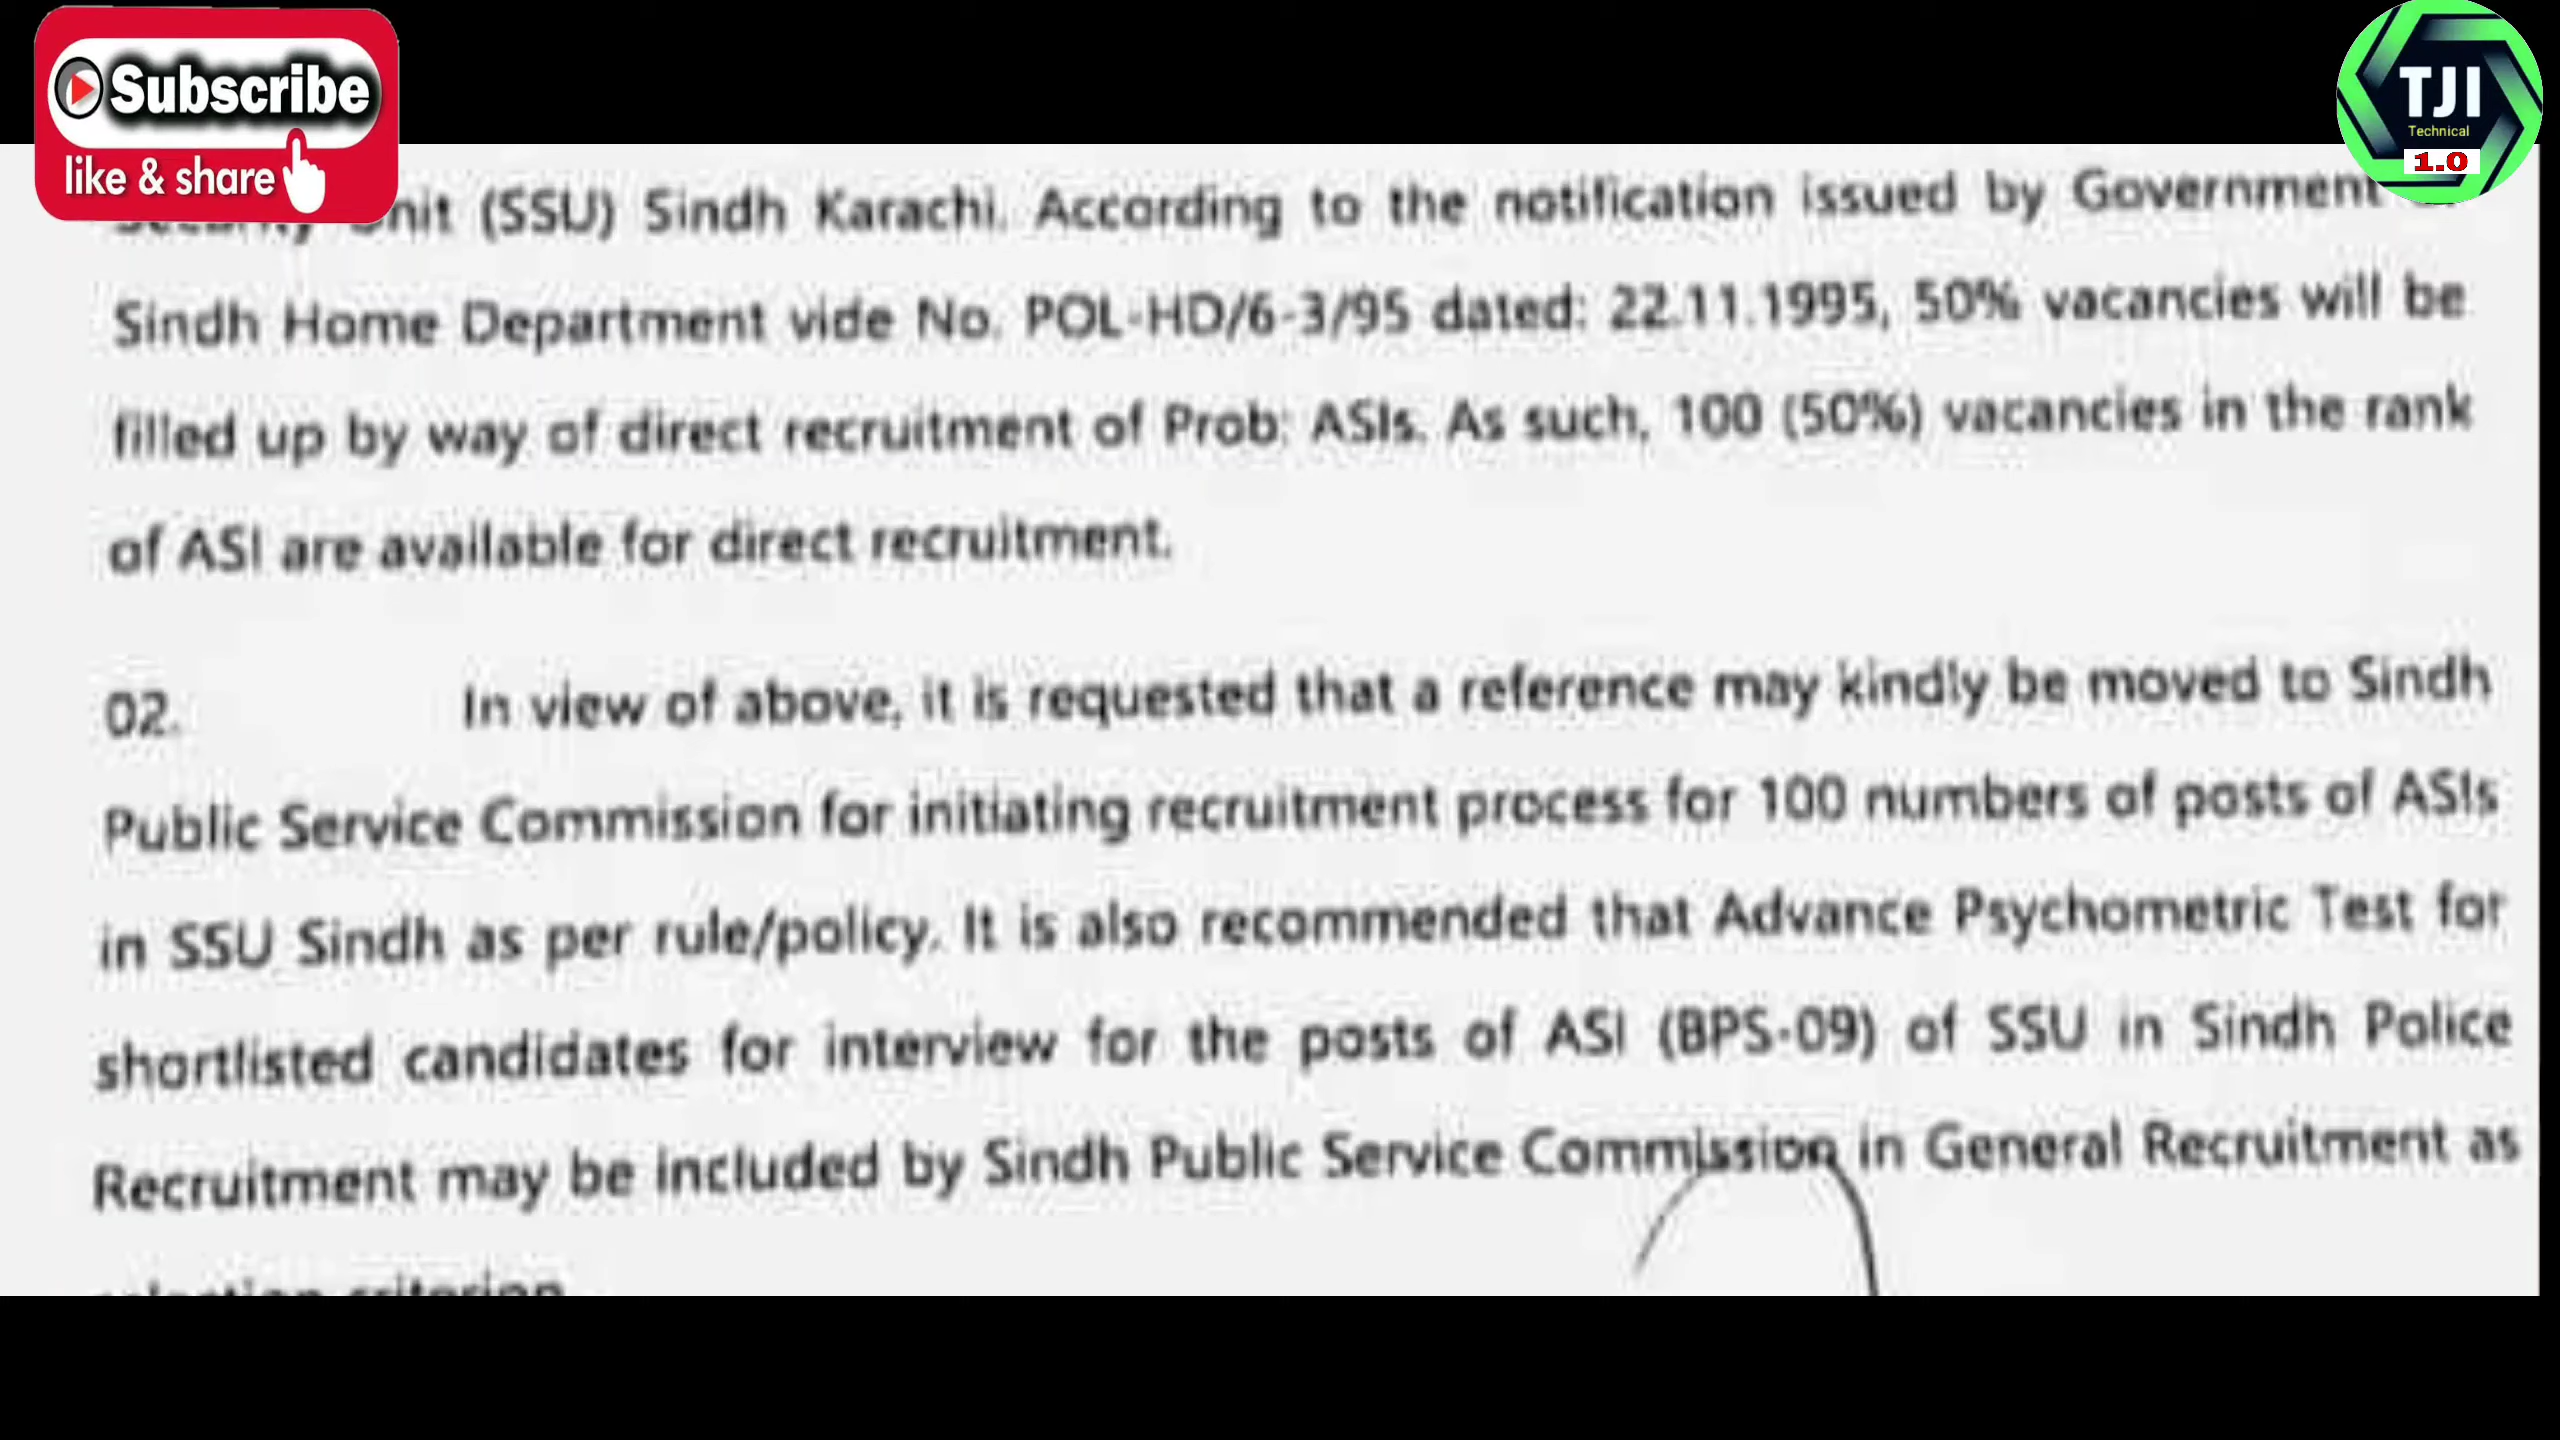 Subscribe
like & share
TJI
Technical
1.0
Security Unit (SSU) Sindh Karachi. According to the notification issued by Government
Sindh Home Department vide No. POL-HD/6-3/95 dated: 22.11.1995, 50% vacancies will be
filled up by way of direct recruitment of Prob: ASIs. As such, 100 (50%) vacancies in the rank
of ASI are available for direct recruitment.
02. In view of above, it is requested that a reference may kindly be moved to Sindh
Public Service Commission for initiating recruitment process for 100 numbers of posts of ASIs
in SSU Sindh as per rule/policy. It is also recommended that Advance Psychometric Test for
shortlisted candidates for interview for the posts of ASI (BPS-09) of SSU in Sindh Police
Recruitment may be included by Sindh Public Service Commission in General Recruitment as
selection criterion